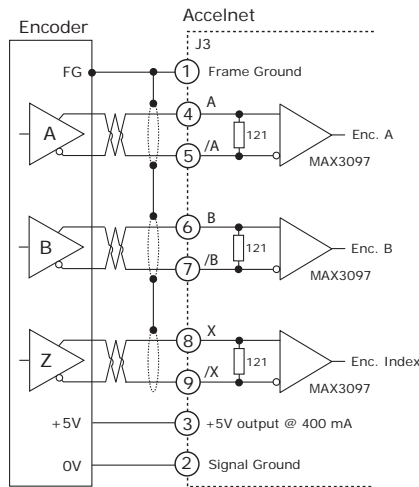 Accelnet
Encoder
J3
FG
1
Frame Ground
A
4
A
121
Enc. A
5
/A
MAX3097
B
6
B
121
Enc. B
7
/B
MAX3097
Z
8
X
121
Enc. Index
9
/X
MAX3097
+5V
3
+5V output @ 400 mA
0V
2
Signal Ground